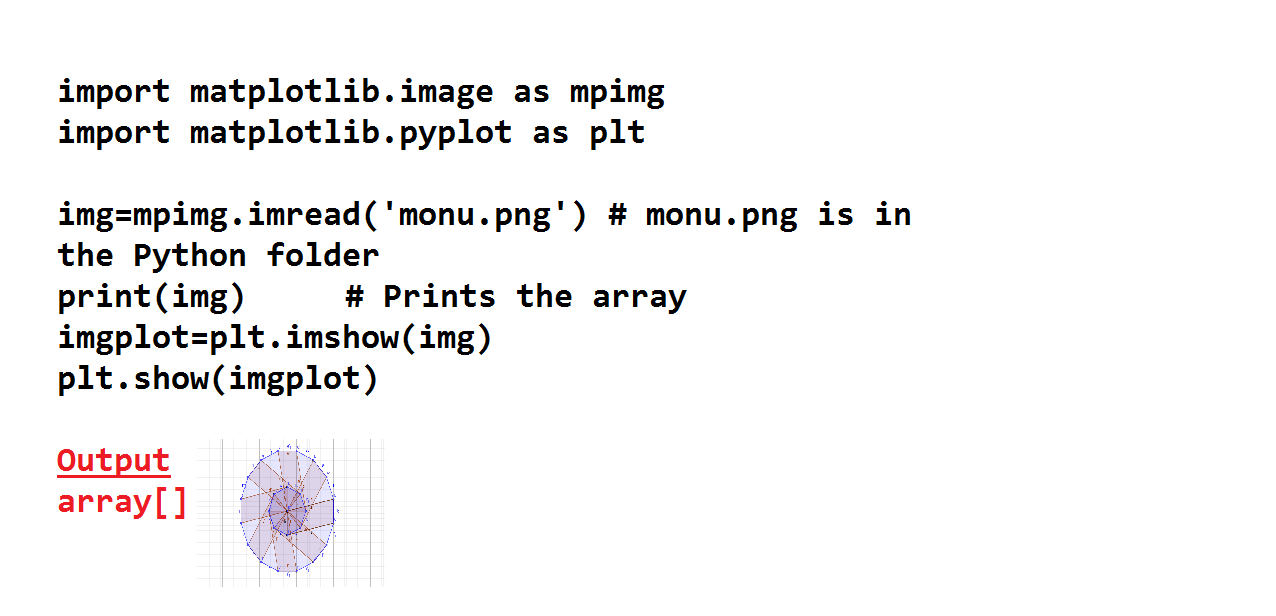 import matplotlib.image as mpimg
import matplotlib.pyplot as plt
img=mpimg.imread('monu.png') # monu.png is in
the Python folder
print(img)     # Prints the array
imgplot=plt.imshow(img)
plt.show(imgplot)
Output
array[]